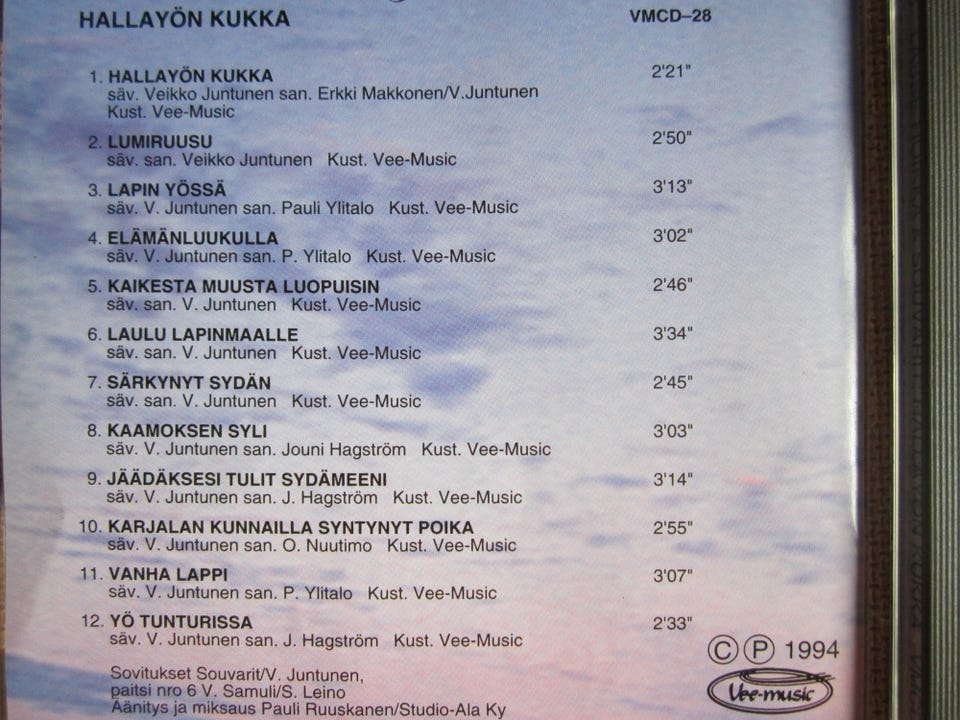 HALLAYÖN KUKKA VMCD–28
1. HALLAYÖN KUKKA 2'21"
säv. Veikko Juntunen san. Erkki Makkonen/V.Juntunen
Kust. Vee-Music
2. LUMIRUUSU 2'50"
säv. san. Veikko Juntunen Kust. Vee-Music
3. LAPIN YÖSSÄ 3'13"
säv. V. Juntunen san. Pauli Ylitalo Kust. Vee-Music
4. ELÄMÄNLUUKULLA 3'02"
säv. V. Juntunen san. P. Ylitalo Kust. Vee-Music
5. KAIKESTA MUUSTA LUOPUISIN 2'46"
säv. san. V. Juntunen Kust. Vee-Music
6. LAULU LAPINMAALLE 3'34"
säv. san. V. Juntunen Kust. Vee-Music
7. SÄRKYNYT SYDÄN 2'45"
säv. san. V. Juntunen Kust. Vee-Music
8. KAAMOKSEN SYLI 3'03"
säv. V. Juntunen san. Jouni Hagström Kust. Vee-Music
9. JÄÄDÄKSESI TULIT SYDÄMEENI 3'14"
säv. V. Juntunen san. J. Hagström Kust. Vee-Music
10. KARJALAN KUNNAILLA SYNTYNYT POIKA 2'55"
säv. V. Juntunen san. O. Nuutimo Kust. Vee-Music
11. VANHA LAPPI 3'07"
säv. V. Juntunen san. P. Ylitalo Kust. Vee-Music
12. YÖ TUNTURISSA 2'33"
säv. V. Juntunen san. J. Hagström Kust. Vee-Music
Ⓒ Ⓟ 1994
Vee-music
Sovitukset Souvarit/V. Juntunen,
paitsi nro 6 V. Samuli/S. Leino
Äänitys ja miksaus Pauli Ruuskanen/Studio-Ala Ky